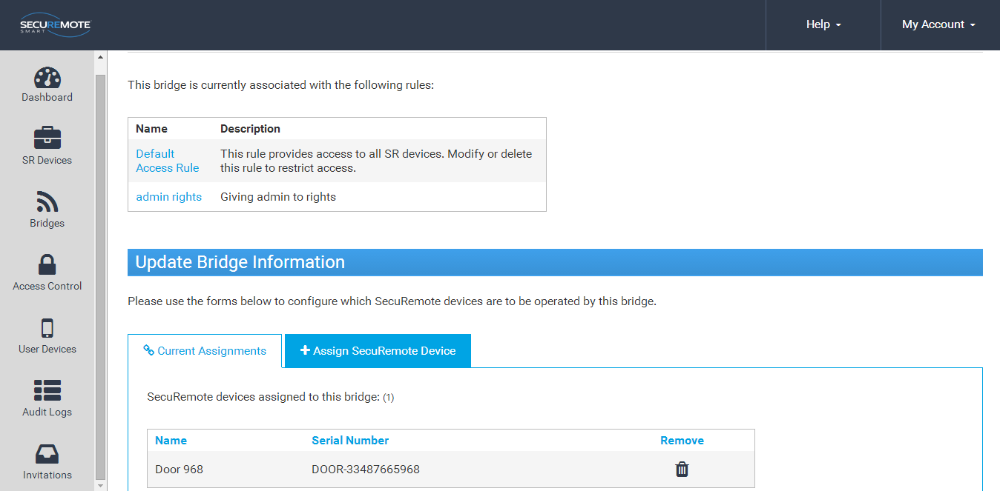 SECUREMOTE
SMART
Help
My Account
Dashboard
SR Devices
Bridges
Access Control
User Devices
Audit Logs
Invitations
This bridge is currently associated with the following rules:
Name Description
Default Access Rule This rule provides access to all SR devices. Modify or delete
this rule to restrict access.
admin rights Giving admin to rights
Update Bridge Information
Please use the forms below to configure which SecuRemote devices are to be operated by this bridge.
Current Assignments
Assign SecuRemote Device
SecuRemote devices assigned to this bridge: (1)
Name Serial Number Remove
Door 968 DOOR-33487665968